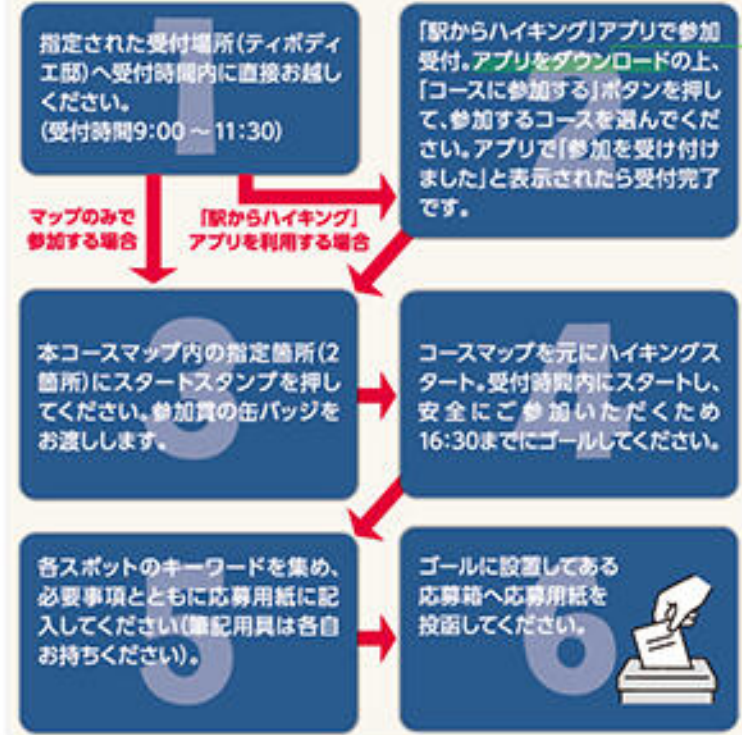 指定された受付場所(ティボディ
エ邸)へ受付時間内に直接お越し
ください。
(受付時間9:00～11:30)
1
「駅からハイキング」アプリで参加
受付。アプリをダウンロードの上、
「コースに参加する」ボタンを押し
て、参加するコースを選んでくだ
さい。アプリで「参加を受け付け
ました」と表示されたら受付完了
です。
2
マップのみで
参加する場合
「駅からハイキング」
アプリを利用する場合
本コースマップ内の指定箇所(2
箇所)にスタートスタンプを押し
てください。参加賞の缶バッジを
お渡しします。
3
コースマップを元にハイキングス
タート。受付時間内にスタートし、
安全にご参加いただくため
16:30までにゴールしてください。
4
各スポットのキーワードを集め、
必要事項とともに応募用紙に記
入してください(筆記用具は各自
お持ちください)。
5
ゴールに設置してある
応募箱へ応募用紙を
投函してください。
6